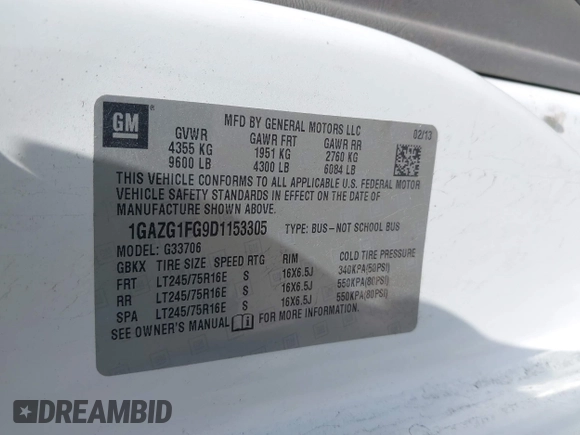 GM
MFD BY GENERAL MOTORS LLC
02/13
GVWR GAWR FRT GAWR RR
4355 KG 1951 KG 2760 KG
9600 LB 4300 LB 6084 LB
THIS VEHICLE CONFORMS TO ALL APPLICABLE U.S. FEDERAL MOTOR
VEHICLE SAFETY STANDARDS IN EFFECT ON THE DATE OF
MANUFACTURE SHOWN ABOVE.
1GAZG1FG9D1153305 TYPE: BUS–NOT SCHOOL BUS
MODEL: G33706
GBKX TIRE SIZE SPEED RTG RIM COLD TIRE PRESSURE
FRT LT245/75R16E S 16X6.5J 340KPA(50PSI)
RR LT245/75R16E S 16X6.5J 550KPA(80PSI)
SPA LT245/75R16E S 16X6.5J 550KPA(80PSI)
SEE OWNER'S MANUAL FOR MORE INFORMATION.
DREAMBID